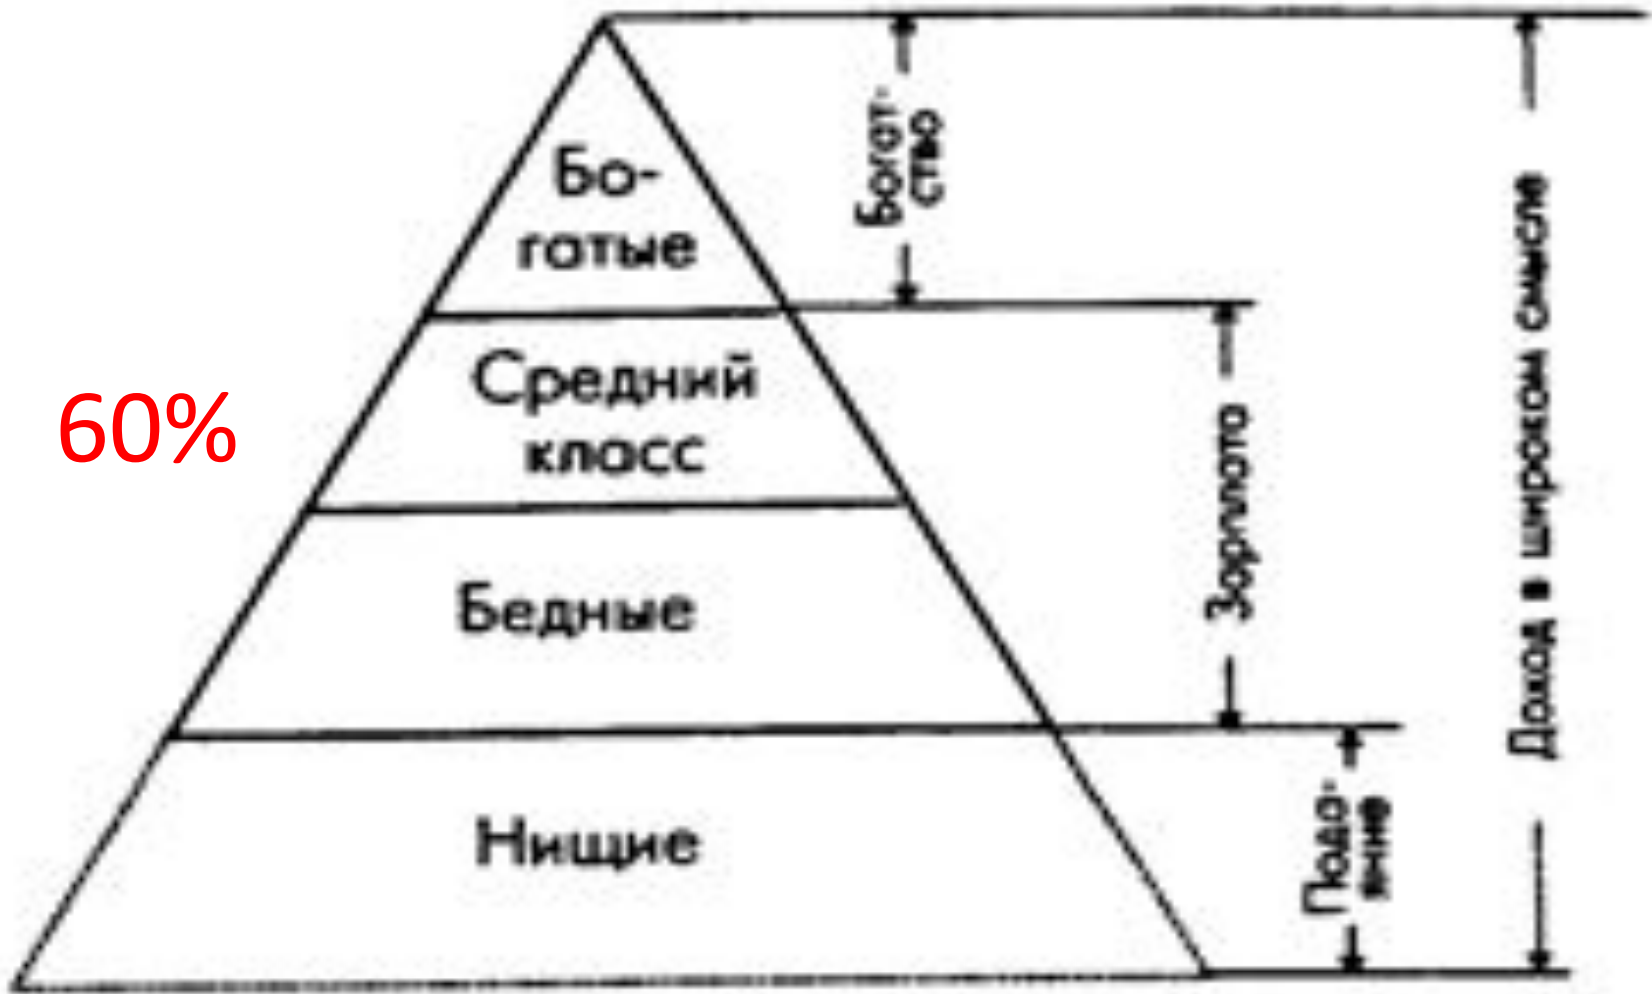 Бо-
гатые
Средний
класс
Бедные
Нищие
60%
Богат-
ство
Зарплата
Подо-
яние
Доход в широком смысле